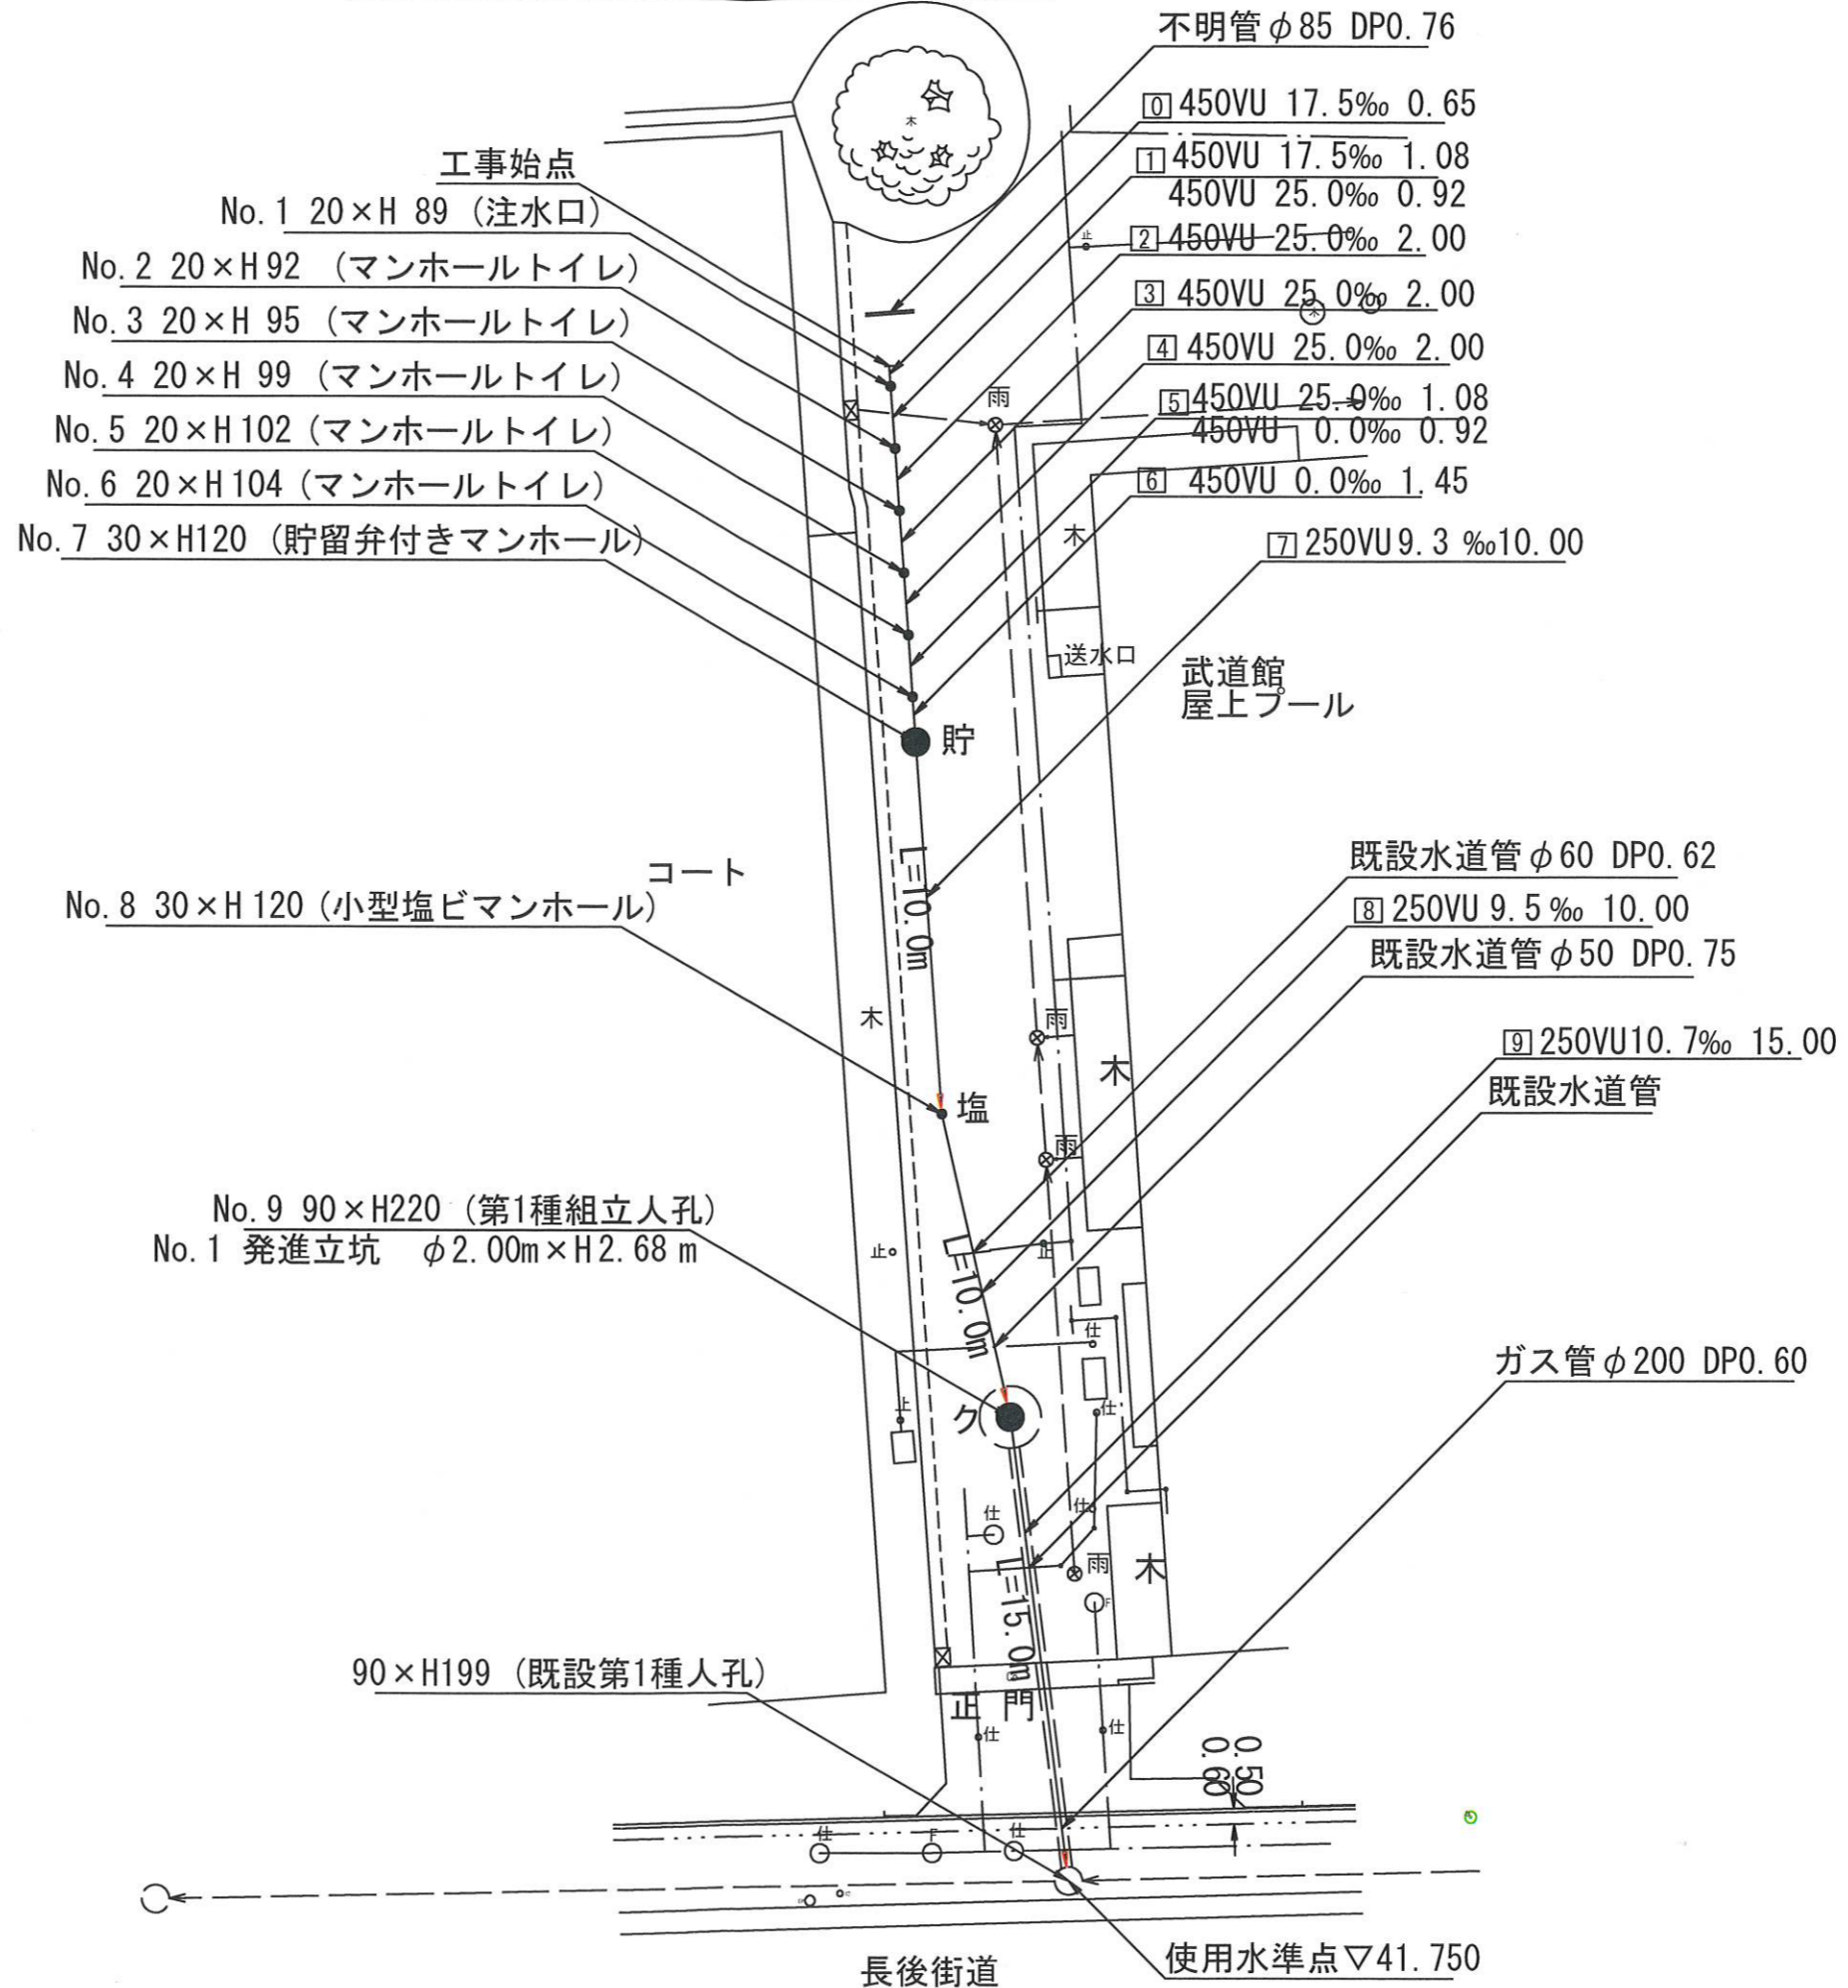 不明管φ85 DP0.76
0 450VU 17.5‰ 0.65
1 450VU 17.5‰ 1.08
450VU 25.0‰ 0.92
2 450VU 25.0‰ 2.00
3 450VU 25.0‰ 2.00
4 450VU 25.0‰ 2.00
5 450VU 25.0‰ 1.08
450VU 0.0‰ 0.92
6 450VU 0.0‰ 1.45
7 250VU 9.3 ‰ 10.00
工事始点
No.1 20×H 89 (注水口)
No.2 20×H 92 (マンホールトイレ)
No.3 20×H 95 (マンホールトイレ)
No.4 20×H 99 (マンホールトイレ)
No.5 20×H 102 (マンホールトイレ)
No.6 20×H 104 (マンホールトイレ)
No.7 30×H120 (貯留弁付きマンホール)
木
止
木
雨
木
送水口
武道館
屋上プール
貯
L=10.0m
コート
No.8 30×H 120 (小型塩ビマンホール)
既設水道管φ60 DP0.62
8 250VU 9.5 ‰ 10.00
既設水道管φ50 DP0.75
9 250VU10.7‰ 15.00
既設水道管
木
雨
木
塩
雨
No.9 90×H220 (第1種組立人孔)
No.1 発進立坑 φ2.00m×H2.68 m
止
止
L=10.0m
仕
ガス管φ200 DP0.60
止
仕
ク
仕
仕
雨
木
F
L=15.0m
90×H199 (既設第1種人孔)
正 門
仕
仕
0.50
0.60
仕
F
仕
使用水準点▽41.750
長後街道